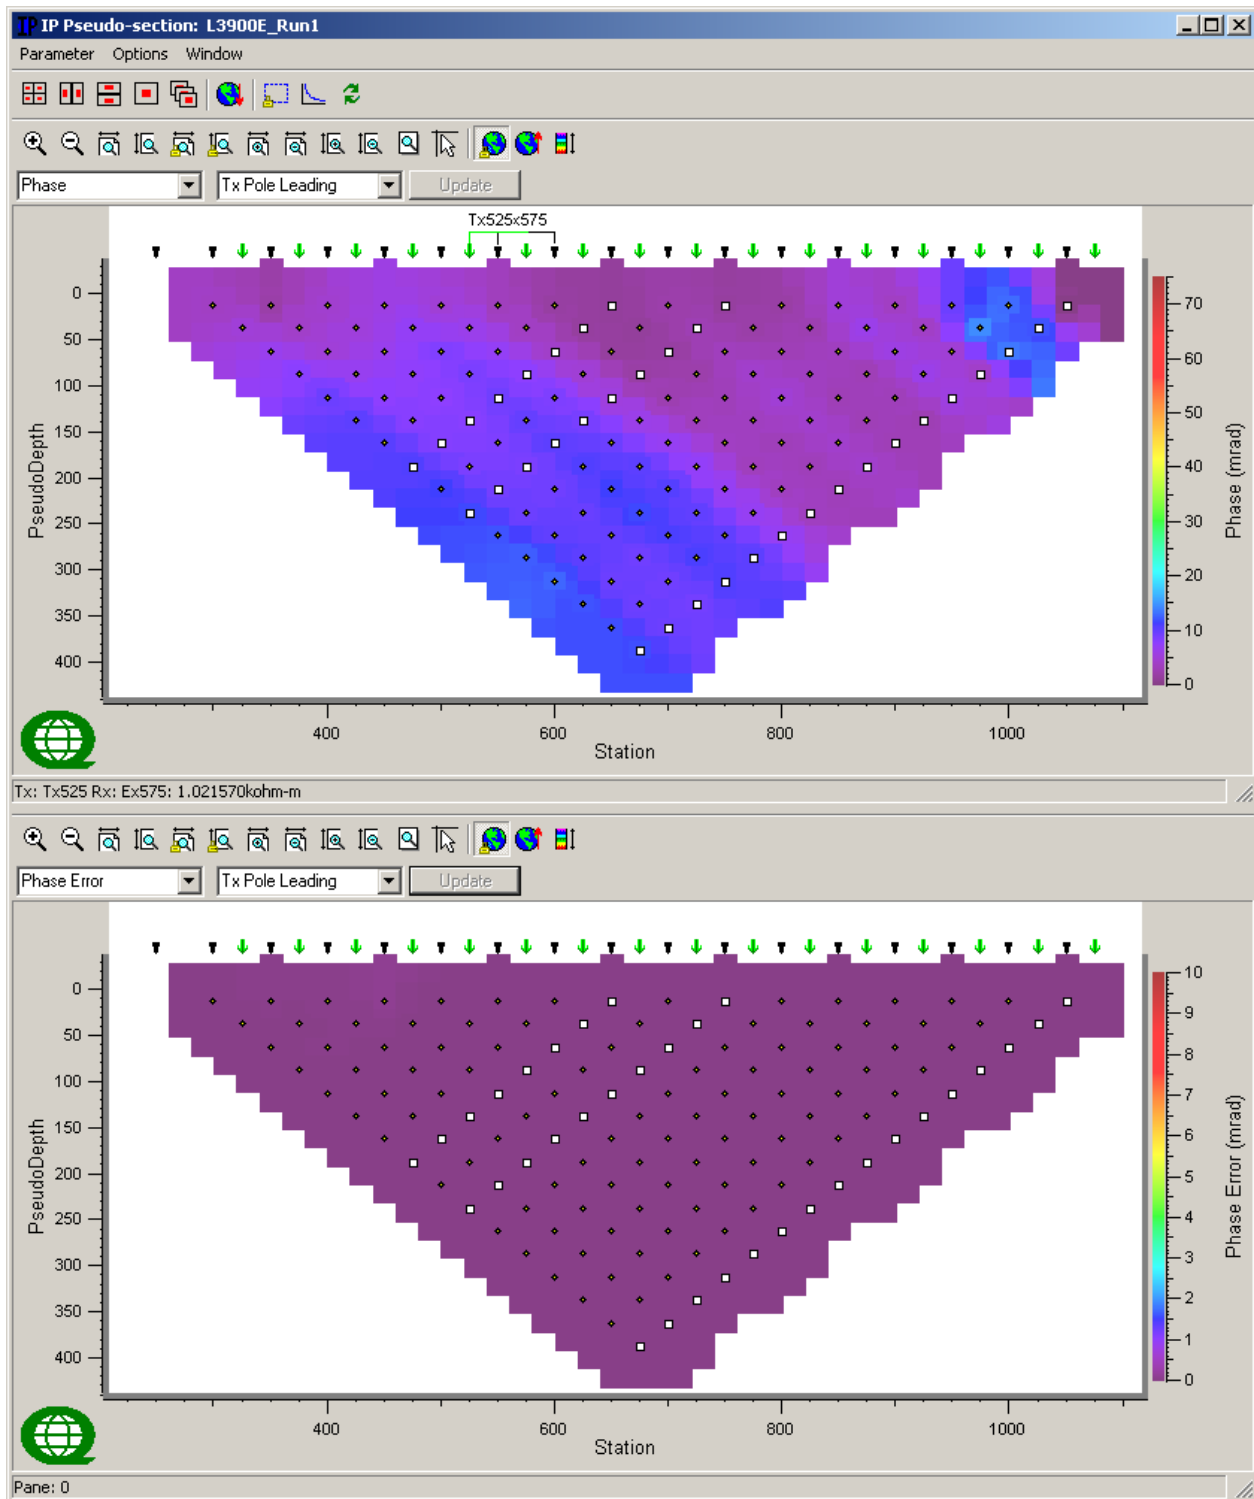 IP IP Pseudo-section: L3900E_Run1
Parameter Options Window
Phase Tx Pole Leading Update
Tx525x575
0
50
100
150
200
250
300
350
400
PseudoDepth
70
60
50
40
30
20
10
0
Phase (mrad)
400 600 800 1000
Station
Tx: Tx525 Rx: Ex575: 1.021570kohm-m
Phase Error Tx Pole Leading Update
0
50
100
150
200
250
300
350
400
PseudoDepth
10
9
8
7
6
5
4
3
2
1
0
Phase Error (mrad)
400 600 800 1000
Station
Pane: 0